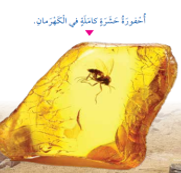 أُحْفورَةُ حَشَرَةٍ كامِلَةٍ في الْكَهْرَمانِ.